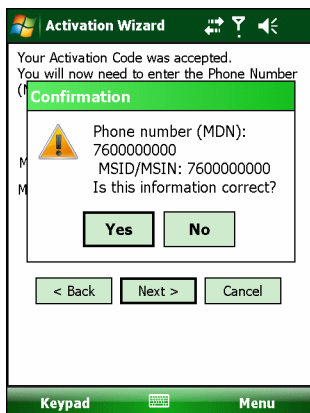 Activation Wizard
Your Activation Code was accepted.
You will now need to enter the Phone Number
Confirmation
Phone number (MDN):
7600000000
MSID/MSIN: 7600000000
Is this information correct?
Yes No
< Back Next > Cancel
Keypad Menu